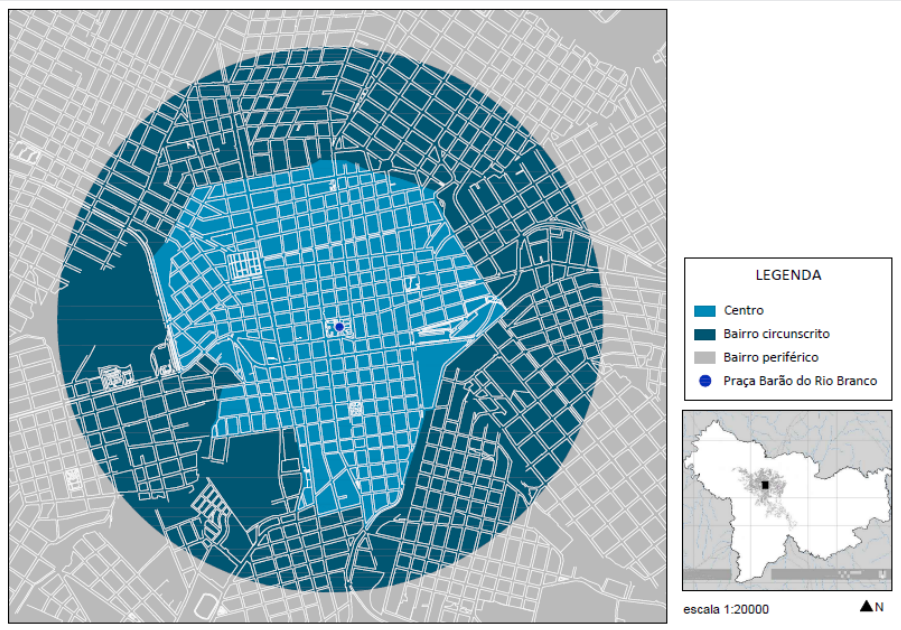 LEGENDA
Centro
Bairro circunscrito
Bairro periférico
Praça Barão do Rio Branco
escala 1:20000
N